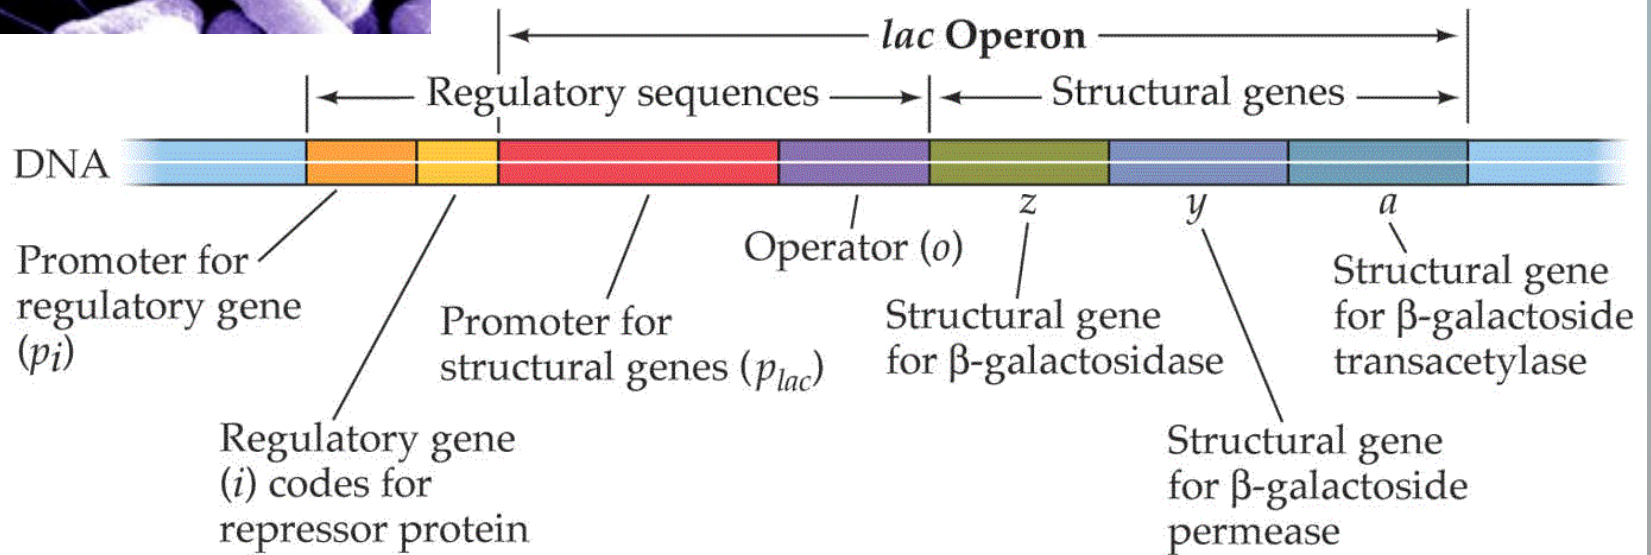 lac Operon
Regulatory sequences
Structural genes
DNA
z
y
a
Promoter for
regulatory gene
(pi)
Regulatory gene
(i) codes for
repressor protein
Promoter for
structural genes (plac)
Operator (o)
Structural gene
for β-galactosidase
Structural gene
for β-galactoside
permease
Structural gene
for β-galactoside
transacetylase